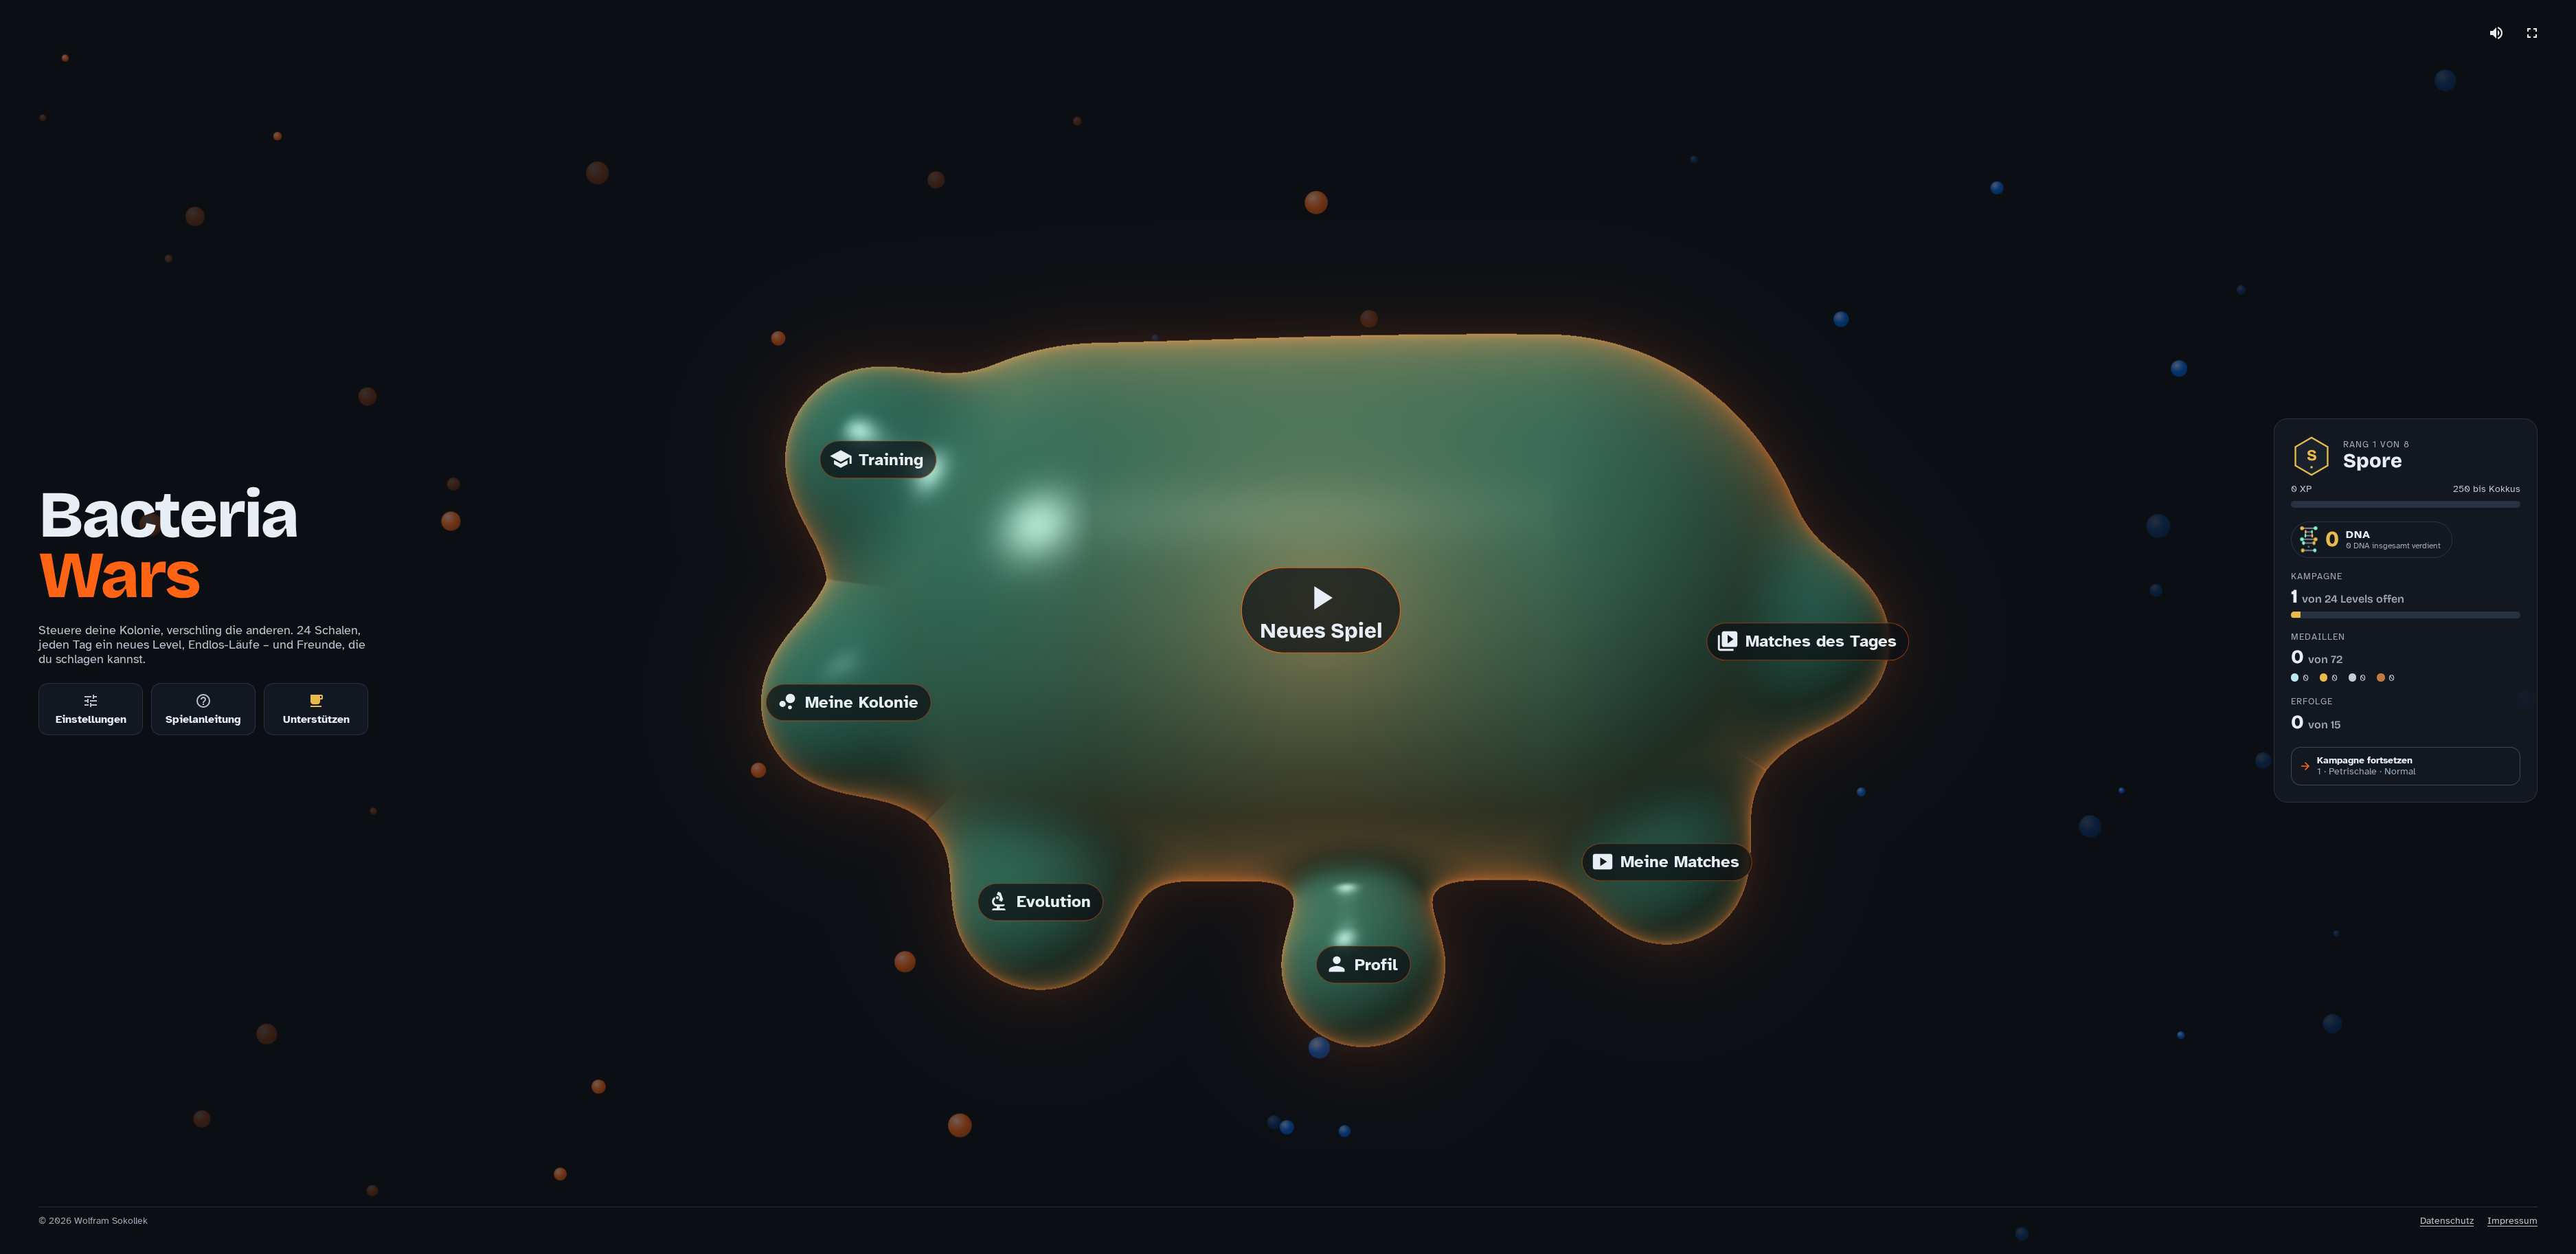 Bacteria
Wars
Steuere deine Kolonie, verschling die anderen. 24 Schalen,
jeden Tag ein neues Level, Endlos-Läufe – und Freunde, die
du schlagen kannst.
Einstellungen
Spielanleitung
Unterstützen
Training
Neues Spiel
Matches des Tages
Meine Kolonie
Meine Matches
Evolution
Profil
S
RANG 1 VON 8
Spore
0 XP
250 bis Kokkus
0 DNA
0 DNA insgesamt verdient
KAMPAGNE
1 von 24 Levels offen
MEDAILLEN
0 von 72
0 0 0 0
ERFOLGE
0 von 15
Kampagne fortsetzen
1 · Petrischale · Normal
© 2026 Wolfram Sokollek
Datenschutz
Impressum